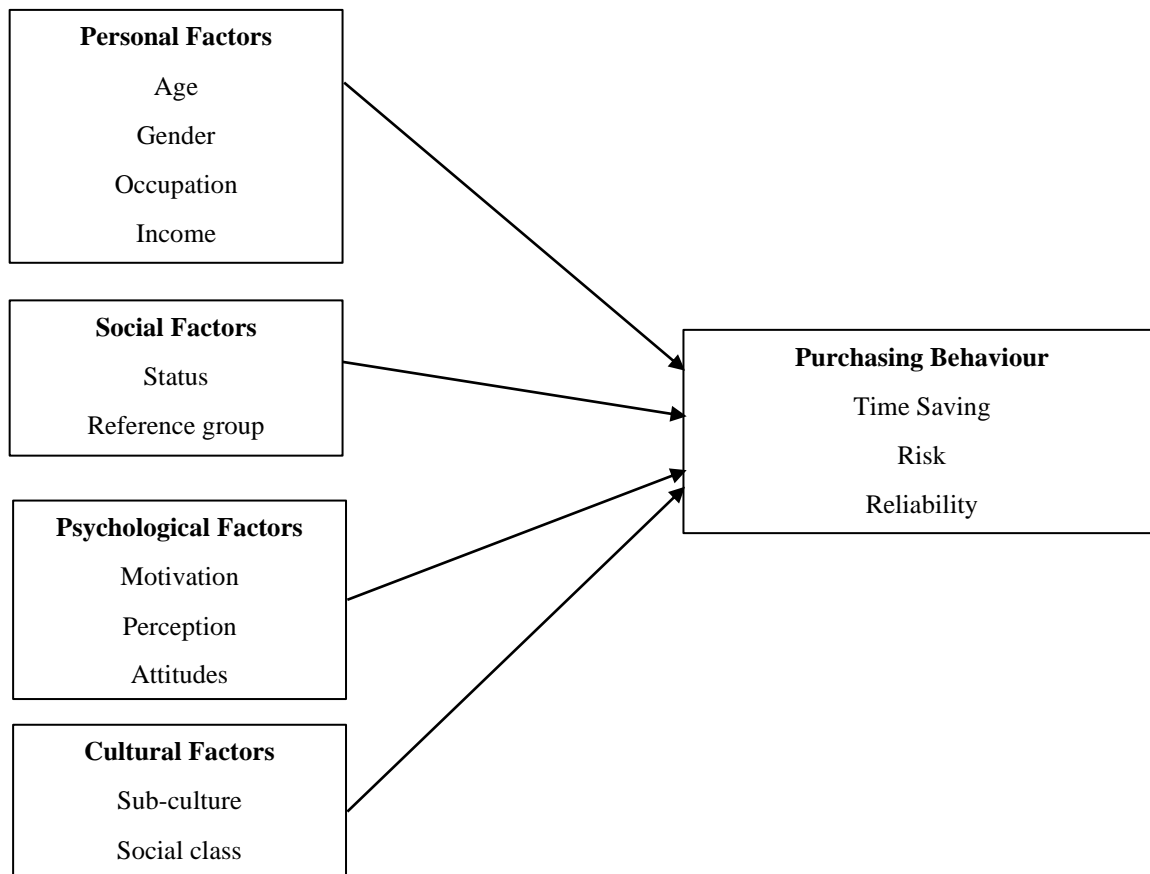 Personal Factors
Age
Gender
Occupation
Income
Social Factors
Status
Reference group
Psychological Factors
Motivation
Perception
Attitudes
Cultural Factors
Sub-culture
Social class
Purchasing Behaviour
Time Saving
Risk
Reliability